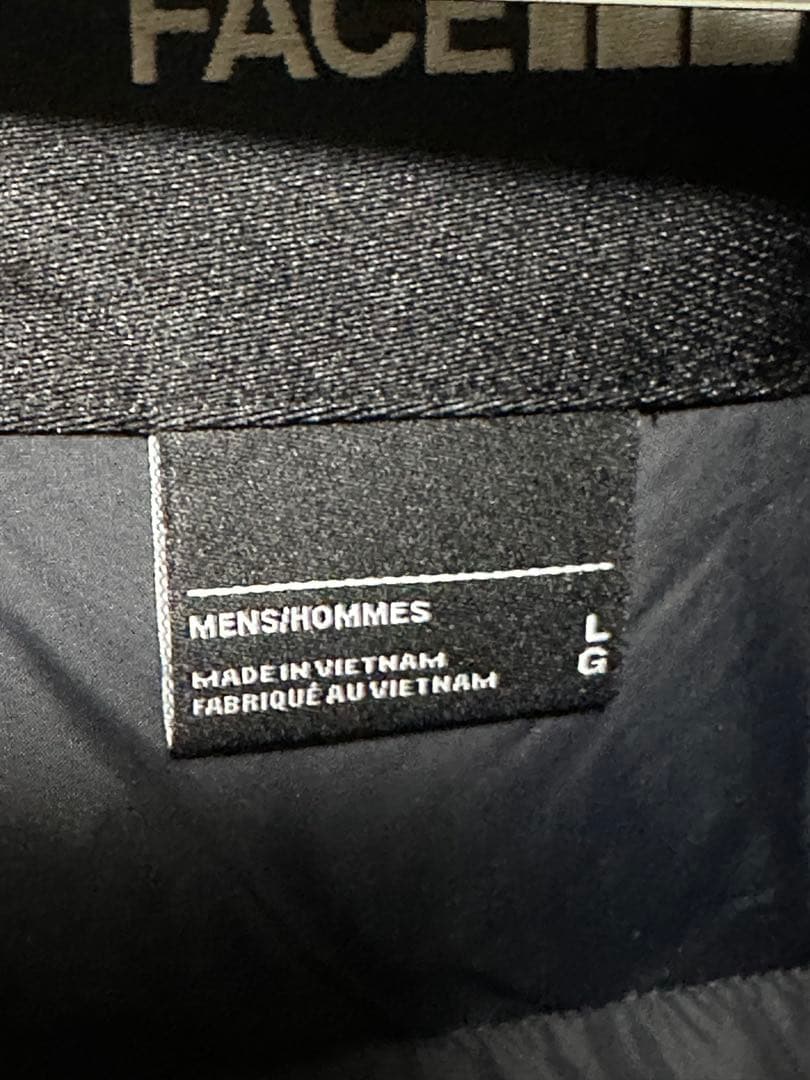 FACE
MENS/HOMMES
L
G
MADE IN VIETNAM
FABRIQUÉ AU VIETNAM